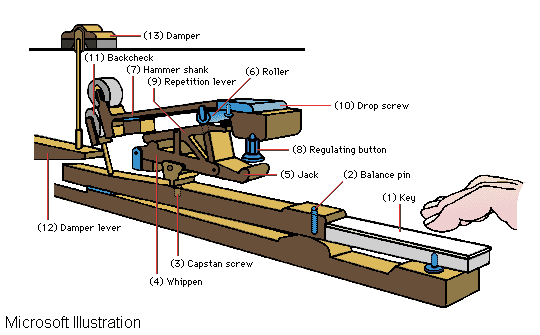 (13) Damper
(11) Backcheck
(7) Hammer shank
(6) Roller
(9) Repetition lever
(10) Drop screw
(8) Regulating button
(2) Balance pin
(5) Jack
(1) Key
(12) Damper lever
(3) Capstan screw
(4) Whippen
Microsoft Illustration